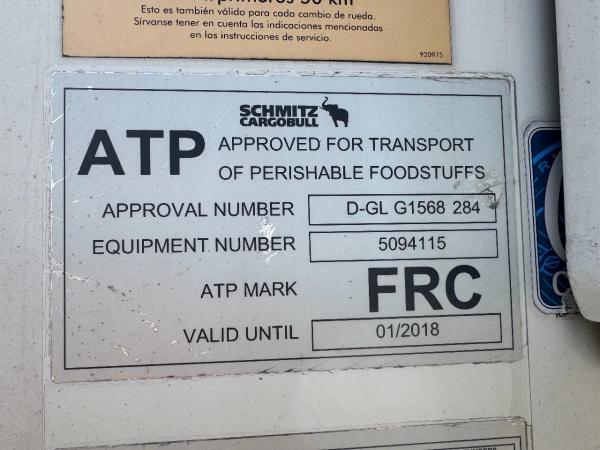 Esto es también válido para cada cambio de rueda.
Sírvanse tener en cuenta las indicaciones mencionadas
en las instrucciones de servicio.
920975
SCHMITZ
CARGOBULL
ATP APPROVED FOR TRANSPORT
OF PERISHABLE FOODSTUFFS
APPROVAL NUMBER D-GL G1568 284
EQUIPMENT NUMBER 5094115
ATP MARK FRC
VALID UNTIL 01/2018